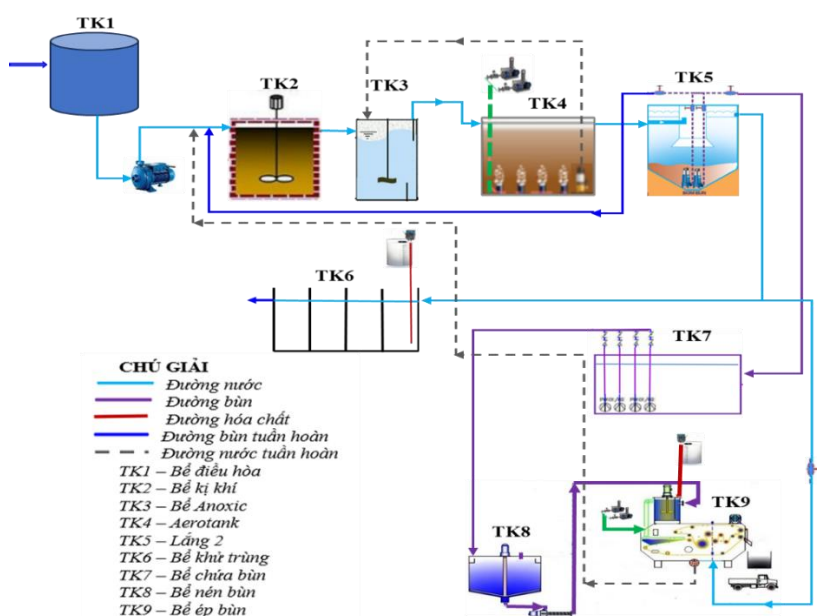 TK1
TK2
TK3
TK4
TK5
TK6
TK7
TK8
TK9
CHÚ GIẢI
Đường nước
Đường bùn
Đường hóa chất
Đường bùn tuần hoàn
Đường nước tuần hoàn
TK1 – Bể điều hòa
TK2 – Bể kị khí
TK3 – Bể Anoxic
TK4 – Aerotank
TK5 – Lắng 2
TK6 – Bể khử trùng
TK7 – Bể chứa bùn
TK8 – Bể nén bùn
TK9 – Bể ép bùn